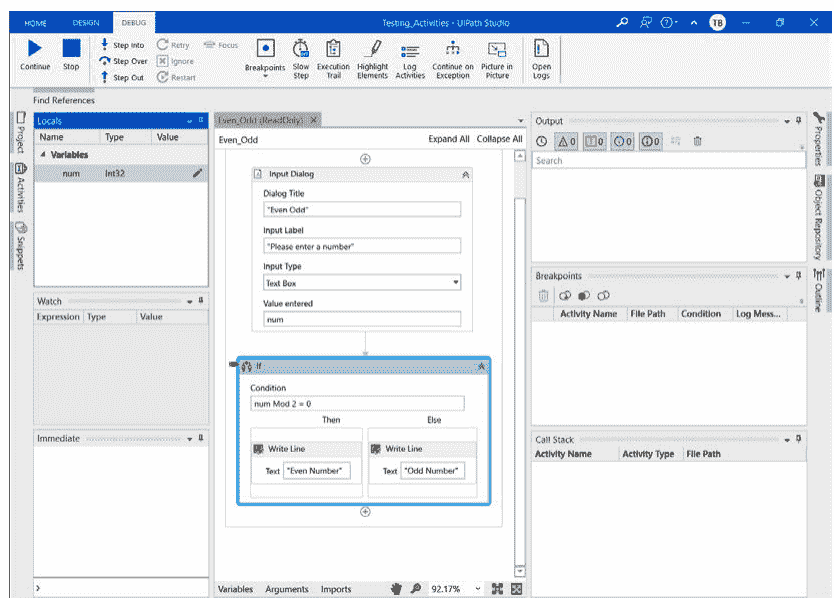 HOME DESIGN DEBUG Testing_Activities - UiPath Studio TB
Continue Stop Step Into Step Over Step Out Retry Ignore Restart Focus Breakpoints Slow Step Execution Trail Highlight Elements Log Activities Continue on Exception Picture in Picture Open Logs
Find References
Project
Activities
Snippets
Locals
Name Type Value
Variables
num Int32
Watch
Expression Type Value
Immediate
>
Even_Odd (ReadOnly)
Even_Odd Expand All Collapse All
Input Dialog
Dialog Title
"Even Odd"
Input Label
"Please enter a number"
Input Type
Text Box
Value entered
num
If
Condition
num Mod 2 = 0
Then Else
Write Line Write Line
Text "Even Number" Text "Odd Number"
Variables Arguments Imports 92.17%
Output
0 0 0 0
Search
Breakpoints
Activity Name File Path Condition Log Mess...
Call Stack
Activity Name Activity Type File Path
Properties
Object Repository
Outline